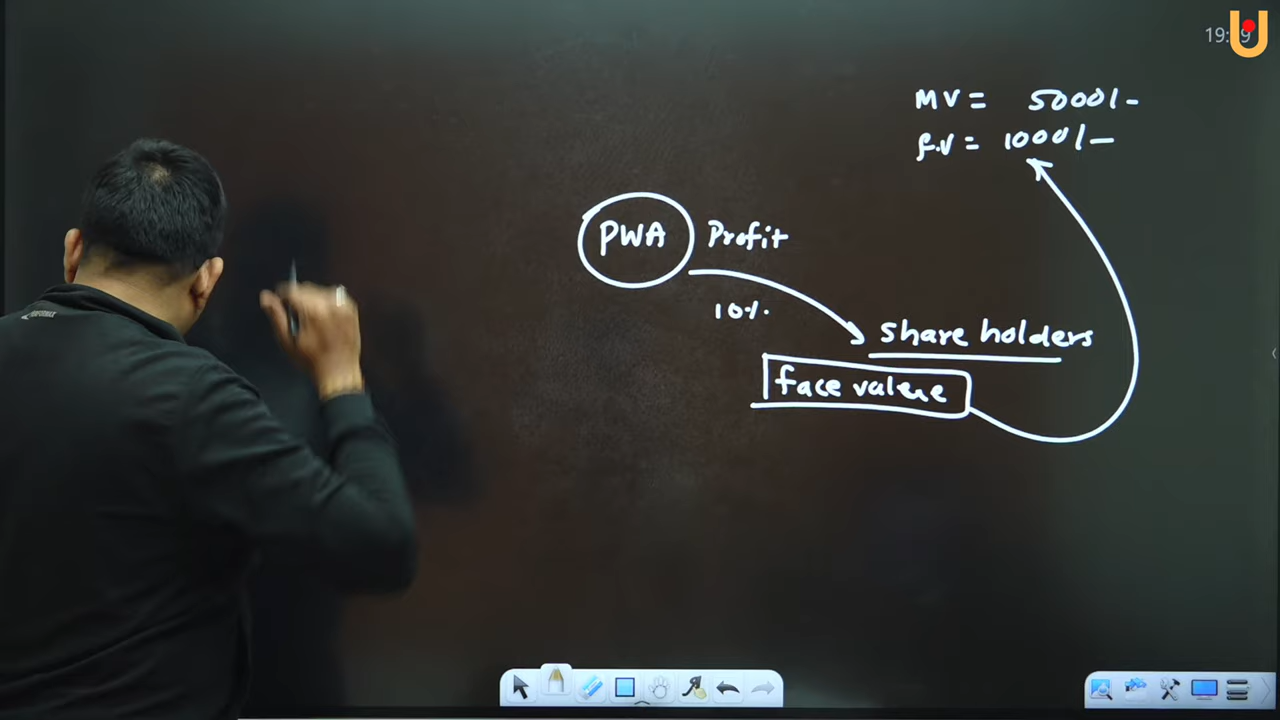 MV = 5000/-
f.v = 1000/-
PWA Profit
10%.
share holders
face value